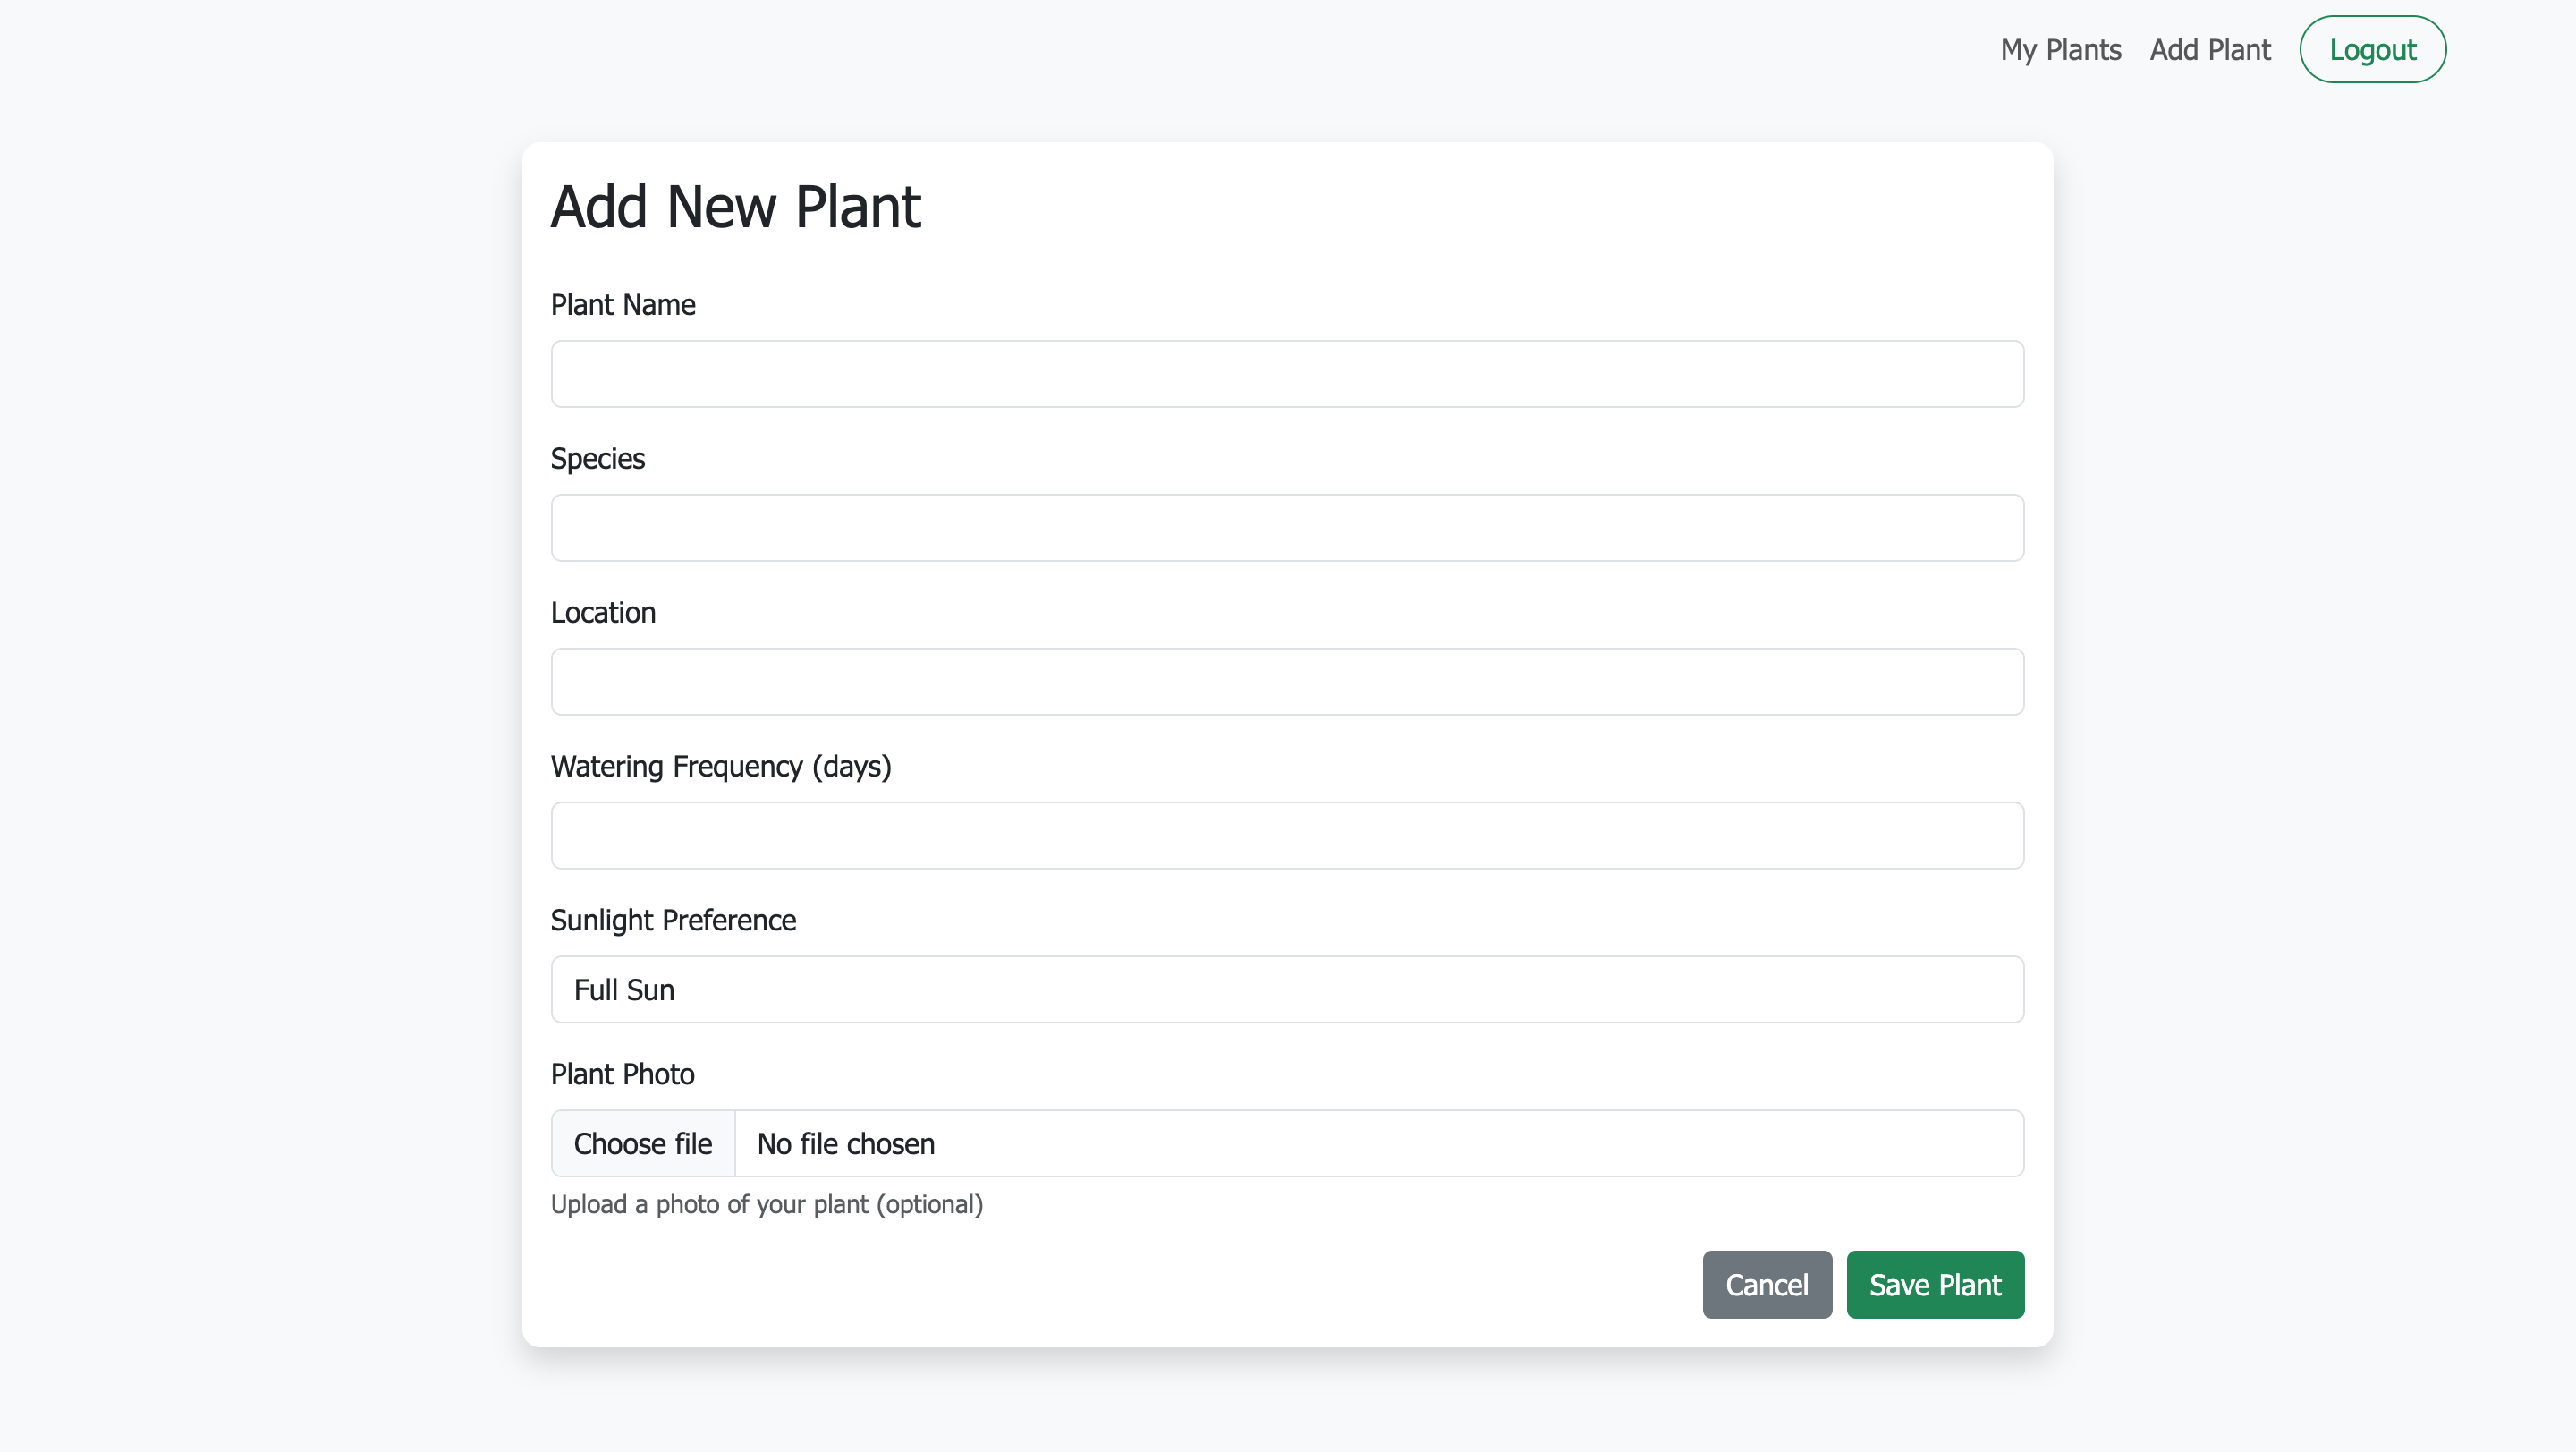 My Plants Add Plant Logout
Add New Plant
Plant Name
Species
Location
Watering Frequency (days)
Sunlight Preference
Full Sun
Plant Photo
Choose file No file chosen
Upload a photo of your plant (optional)
Cancel Save Plant